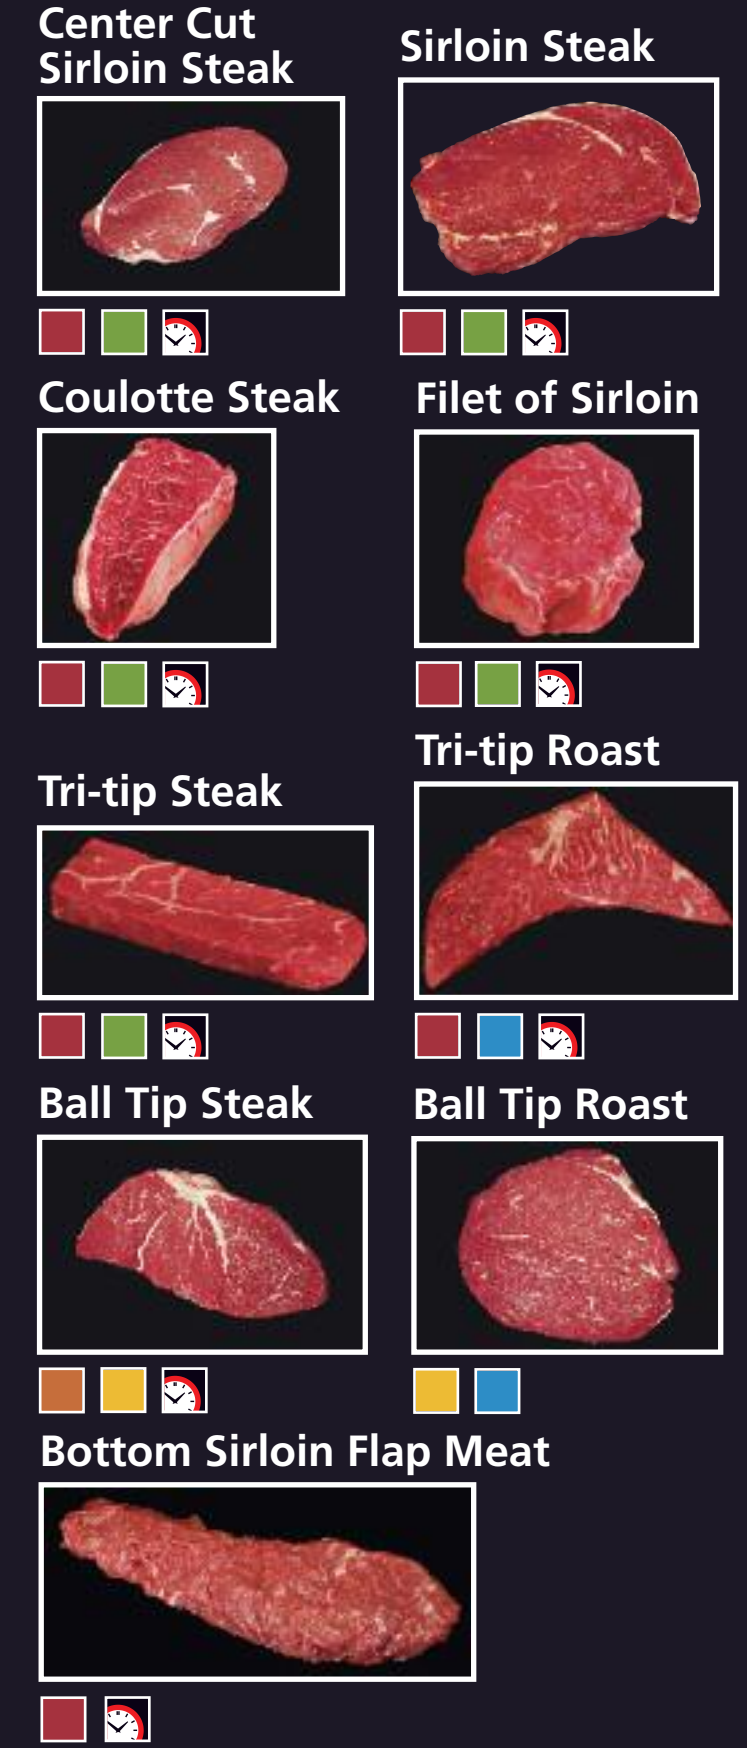 Center Cut
Sirloin Steak
Sirloin Steak
Coulotte Steak
Filet of Sirloin
Tri-tip Steak
Tri-tip Roast
Ball Tip Steak
Ball Tip Roast
Bottom Sirloin Flap Meat